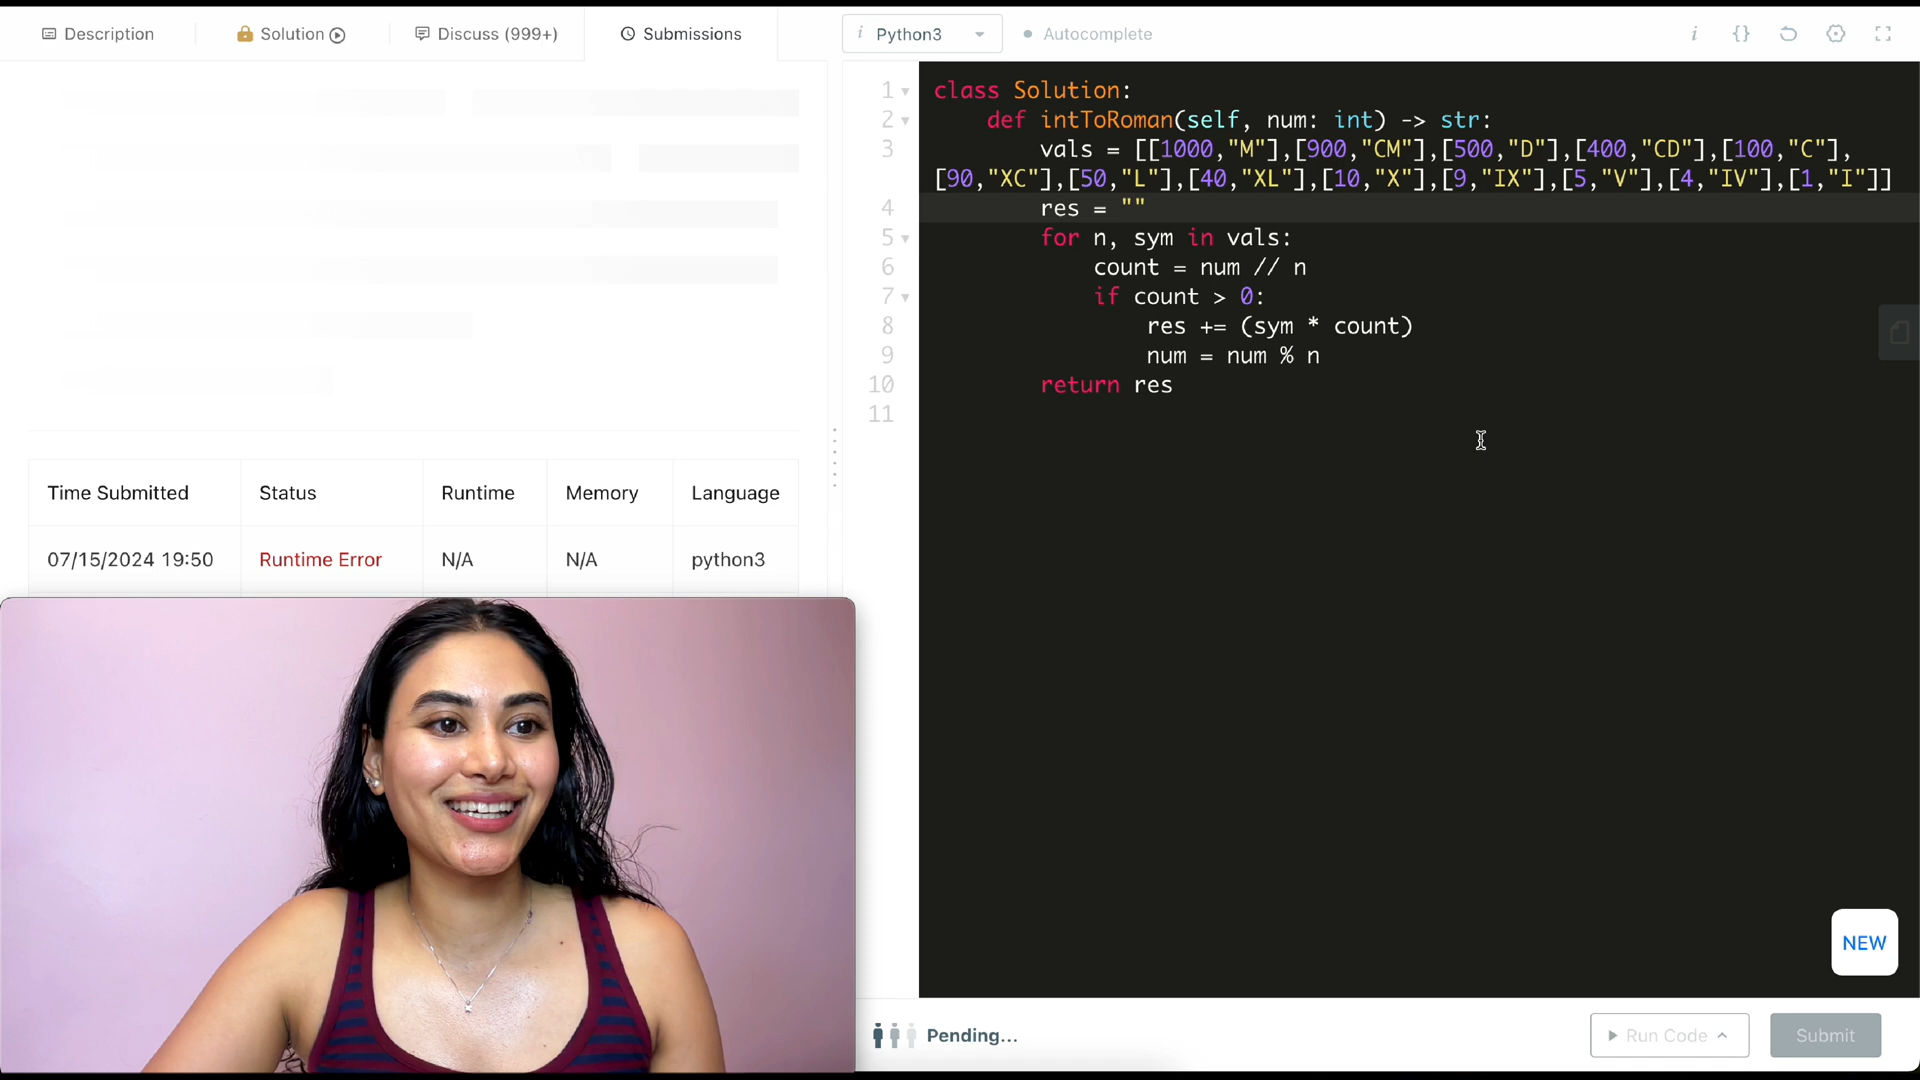 Description
Solution
Discuss (999+)
Submissions
i Python3
Autocomplete
i {}
1 class Solution:
2 def intToRoman(self, num: int) -> str:
3 vals = [[1000,"M"],[900,"CM"],[500,"D"],[400,"CD"],[100,"C"],
[90,"XC"],[50,"L"],[40,"XL"],[10,"X"],[9,"IX"],[5,"V"],[4,"IV"],[1,"I"]]
4 res = ""
5 for n, sym in vals:
6 count = num // n
7 if count > 0:
8 res += (sym * count)
9 num = num % n
10 return res
11
Time Submitted Status Runtime Memory Language
07/15/2024 19:50 Runtime Error N/A N/A python3
NEW
Pending...
Run Code
Submit